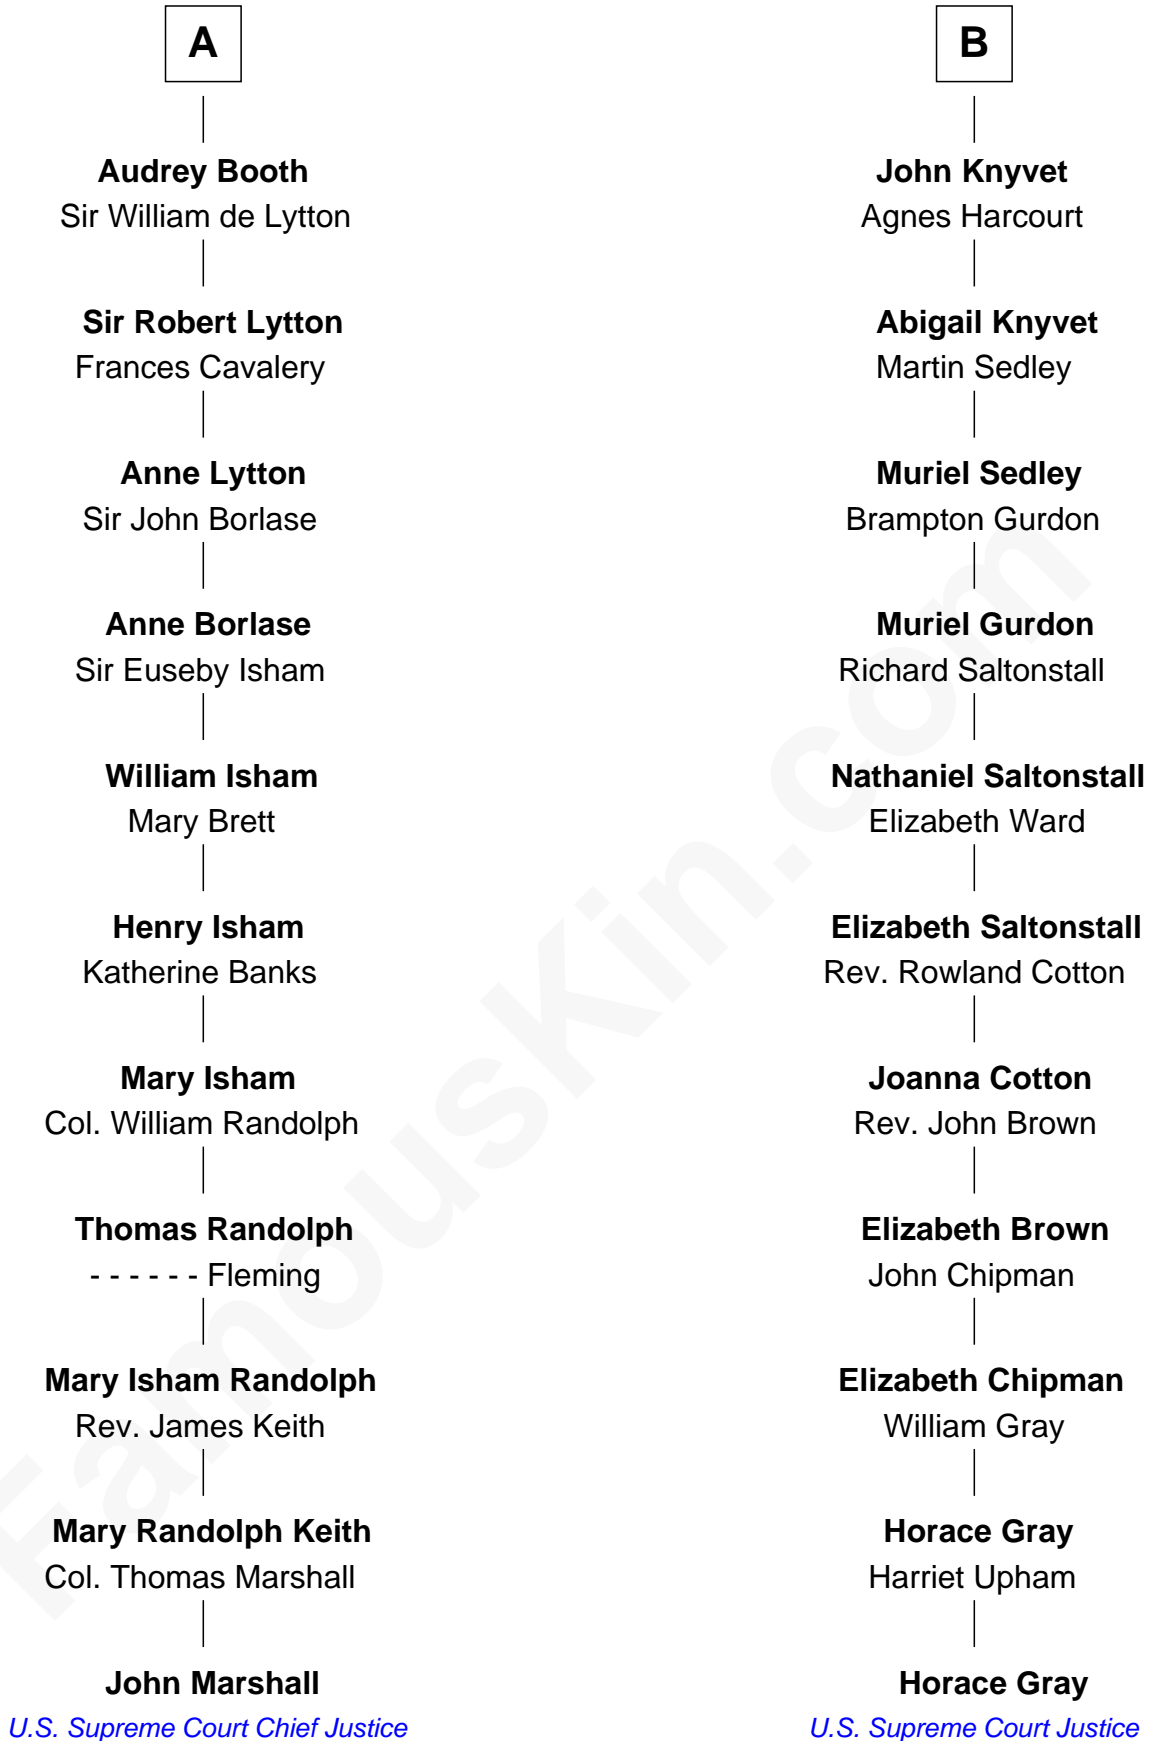 A
Audrey Booth
Sir William de Lytton
Sir Robert Lytton
Frances Cavalery
Anne Lytton
Sir John Borlase
Anne Borlase
Sir Euseby Isham
William Isham
Mary Brett
Henry Isham
Katherine Banks
Mary Isham
Col. William Randolph
Thomas Randolph
- - - - - - Fleming
Mary Isham Randolph
Rev. James Keith
Mary Randolph Keith
Col. Thomas Marshall
John Marshall
U.S. Supreme Court Chief Justice
B
John Knyvet
Agnes Harcourt
Abigail Knyvet
Martin Sedley
Muriel Sedley
Brampton Gurdon
Muriel Gurdon
Richard Saltonstall
Nathaniel Saltonstall
Elizabeth Ward
Elizabeth Saltonstall
Rev. Rowland Cotton
Joanna Cotton
Rev. John Brown
Elizabeth Brown
John Chipman
Elizabeth Chipman
William Gray
Horace Gray
Harriet Upham
Horace Gray
U.S. Supreme Court Justice
FamousKin.com